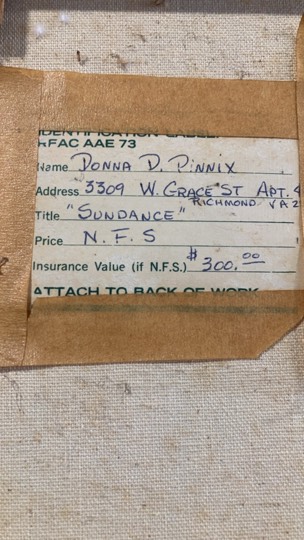 IDENTIFICATION LABEL
RFAC AAE 73
Name DONNA D. PINNIX
Address 3309 W. GRACE ST APT. 4
RICHMOND VA 2
Title "SUNDANCE"
Price N.F.S
Insurance Value (if N.F.S.) $300.00
ATTACH TO BACK OF WORK